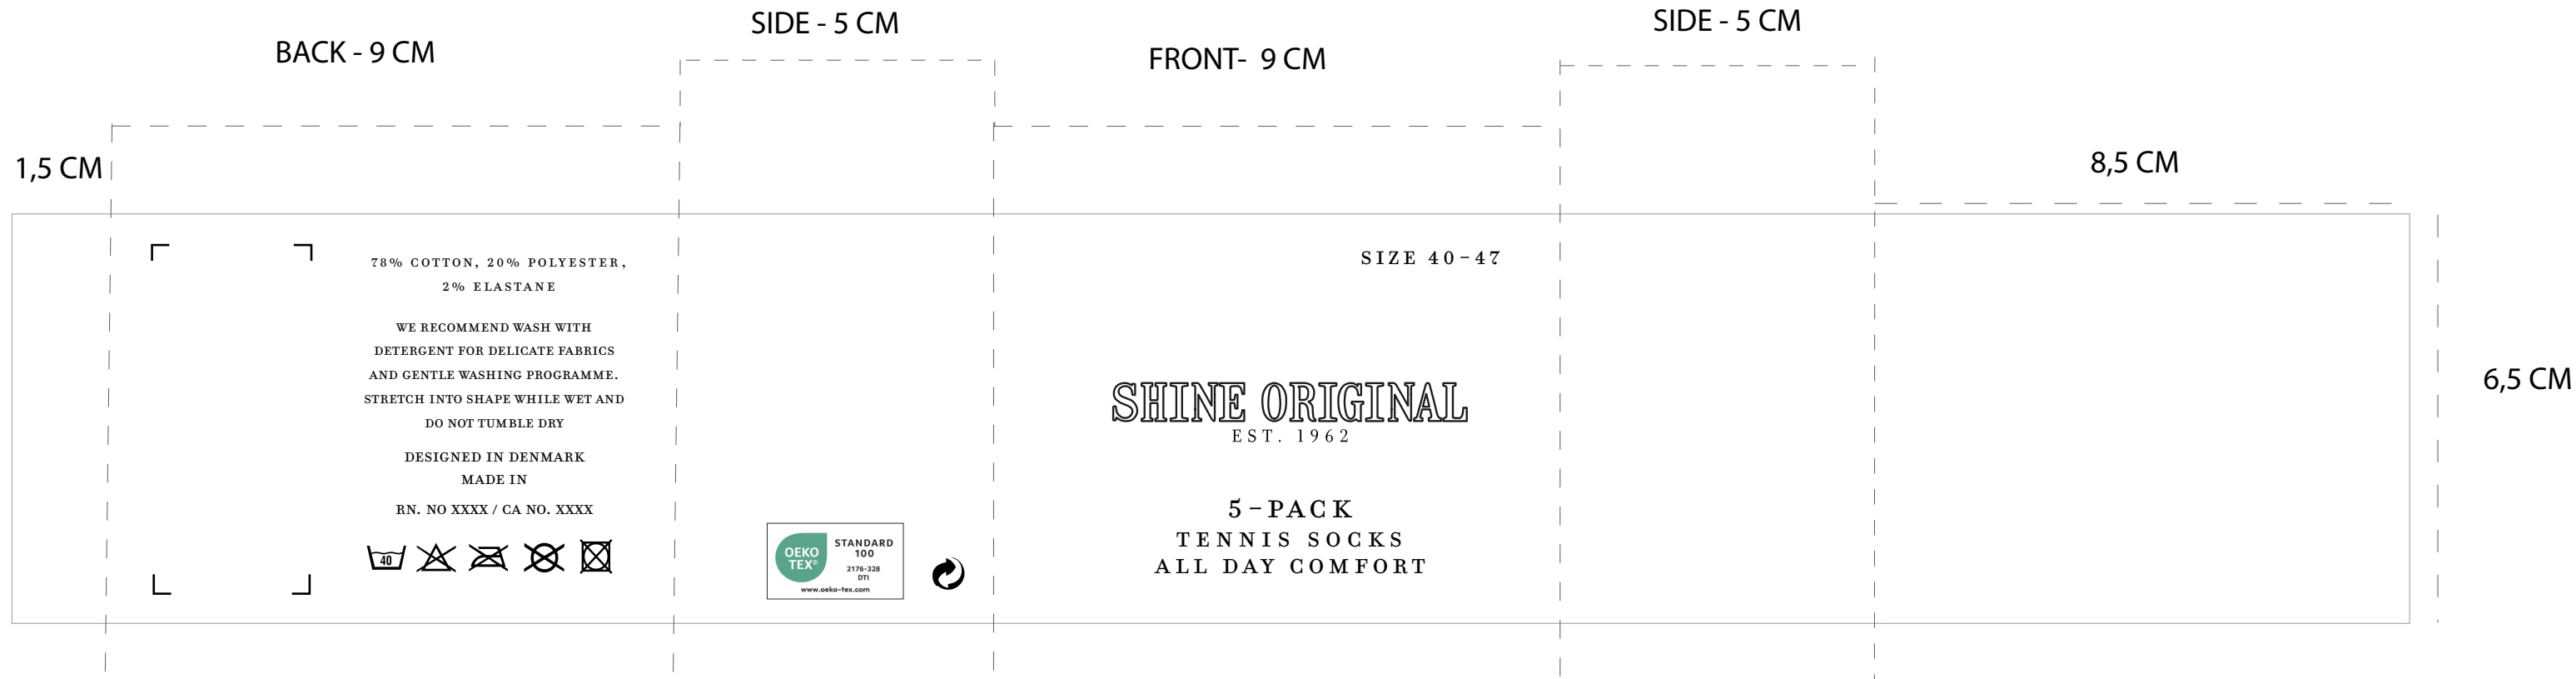 BACK - 9 CM
SIDE - 5 CM
FRONT- 9 CM
SIDE - 5 CM
1,5 CM
8,5 CM
6,5 CM
78% COTTON, 20% POLYESTER,
2% ELASTANE
WE RECOMMEND WASH WITH
DETERGENT FOR DELICATE FABRICS
AND GENTLE WASHING PROGRAMME.
STRETCH INTO SHAPE WHILE WET AND
DO NOT TUMBLE DRY
DESIGNED IN DENMARK
MADE IN
RN. NO XXXX / CA NO. XXXX
40
OEKO
TEX®
STANDARD
100
2176-328
DTI
www.oeko-tex.com
SIZE 40-47
SHINE ORIGINAL
EST. 1962
5-PACK
TENNIS SOCKS
ALL DAY COMFORT